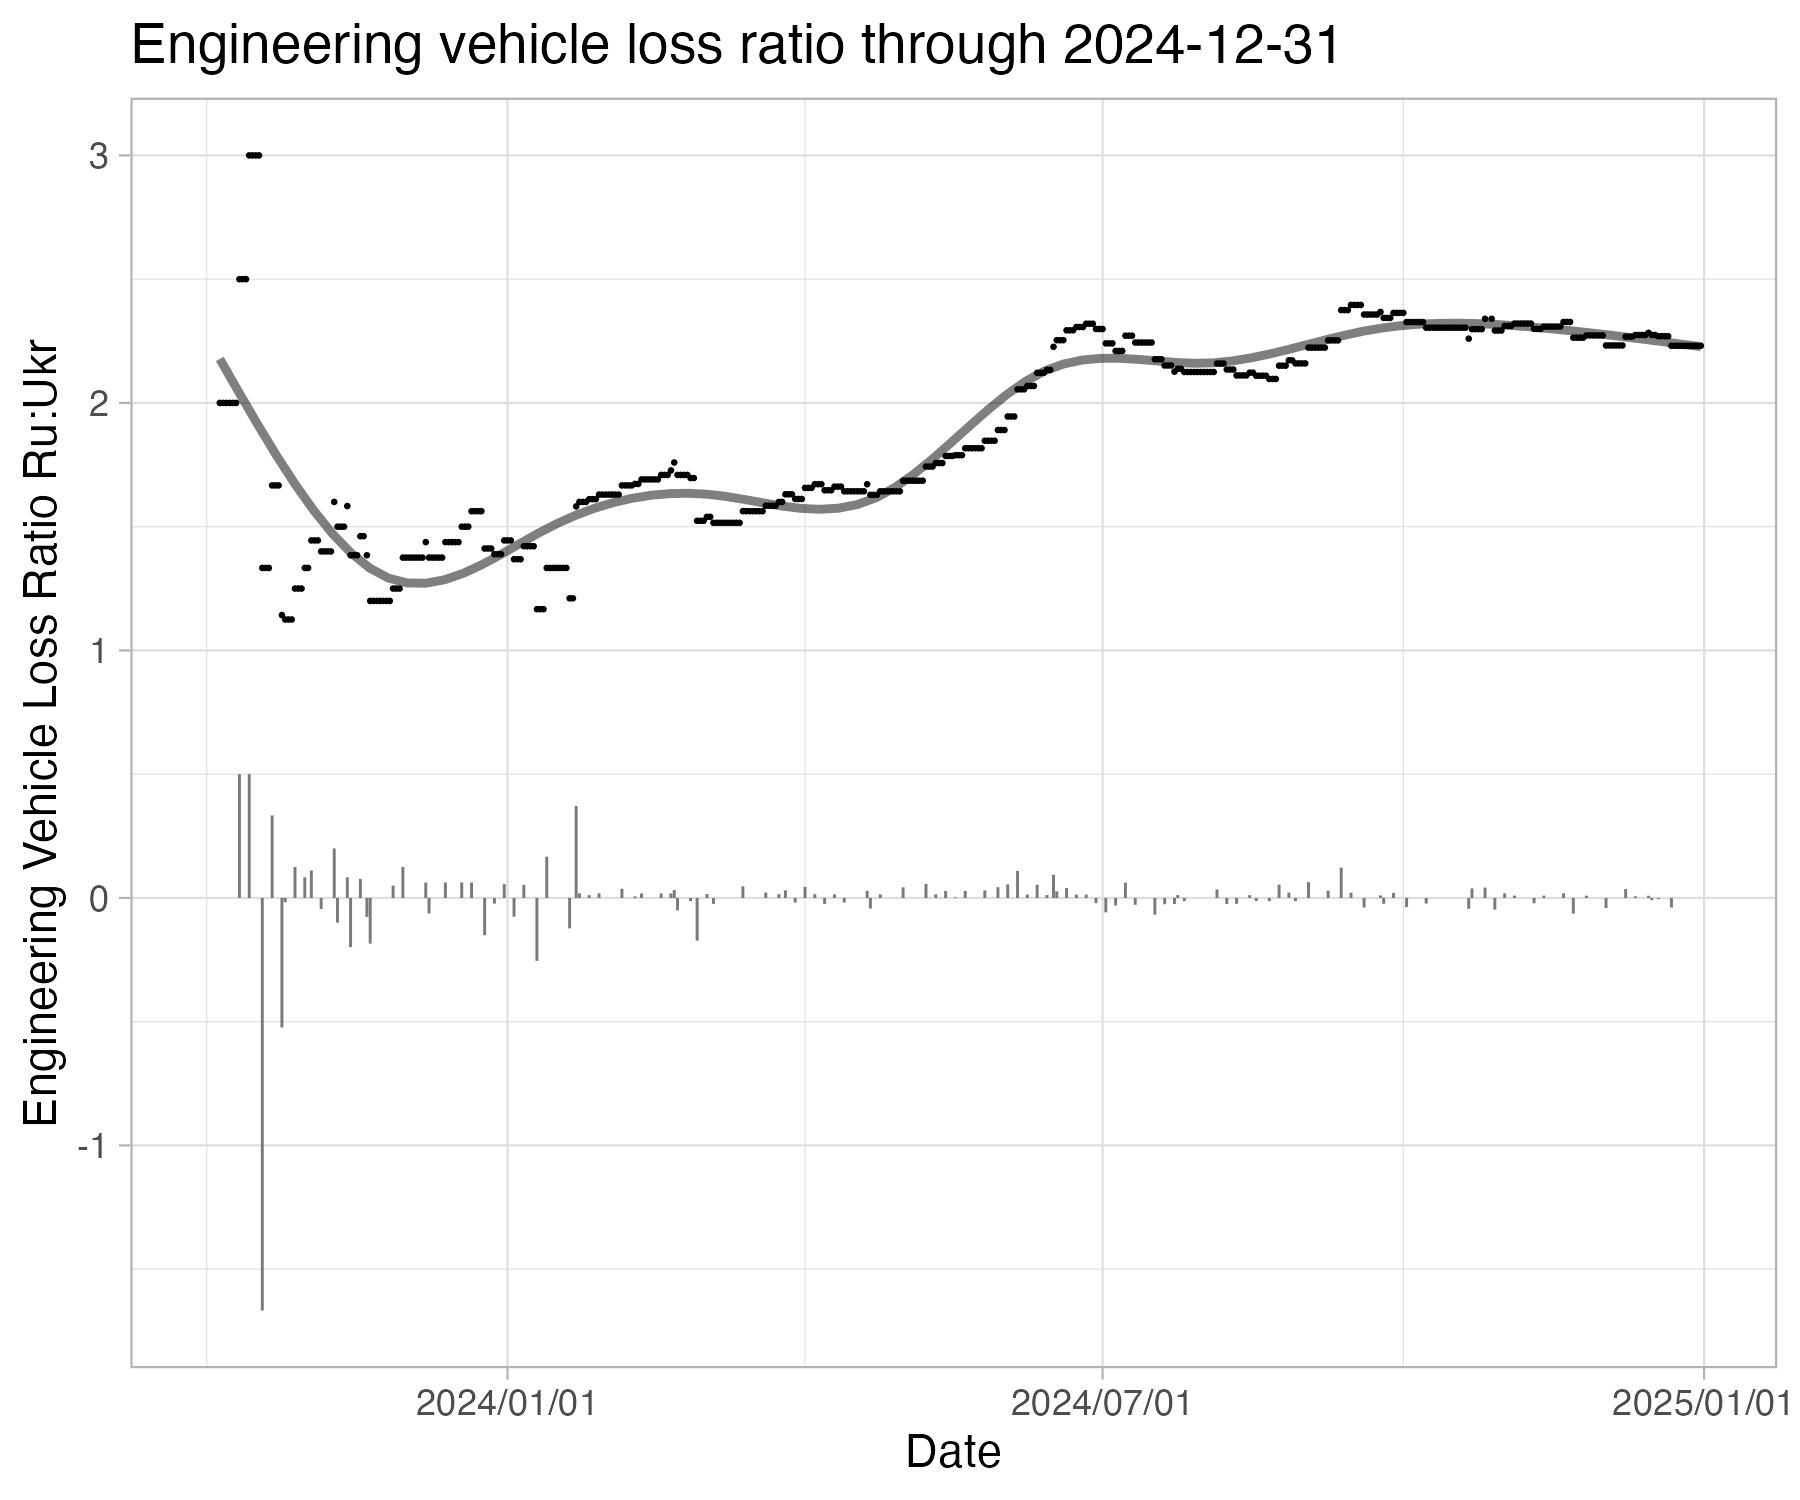 Engineering vehicle loss ratio through 2024-12-31
Engineering Vehicle Loss Ratio Ru:Ukr
3
2
1
0
-1
2024/01/01
2024/07/01
2025/01/01
Date